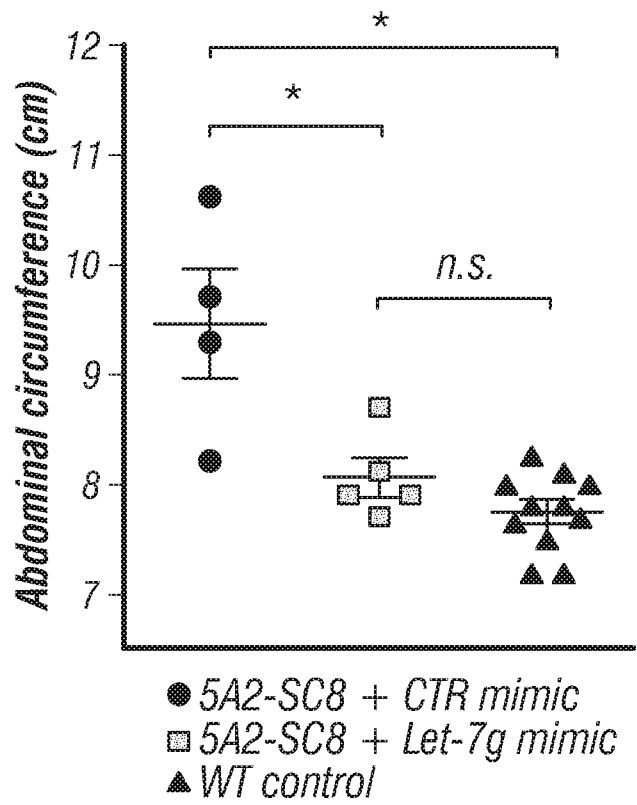 *
12
*
11
Abdominal circumference (cm)
10
n.s.
9
8
7
5A2-SC8 + CTR mimic
5A2-SC8 + Let-7g mimic
WT control